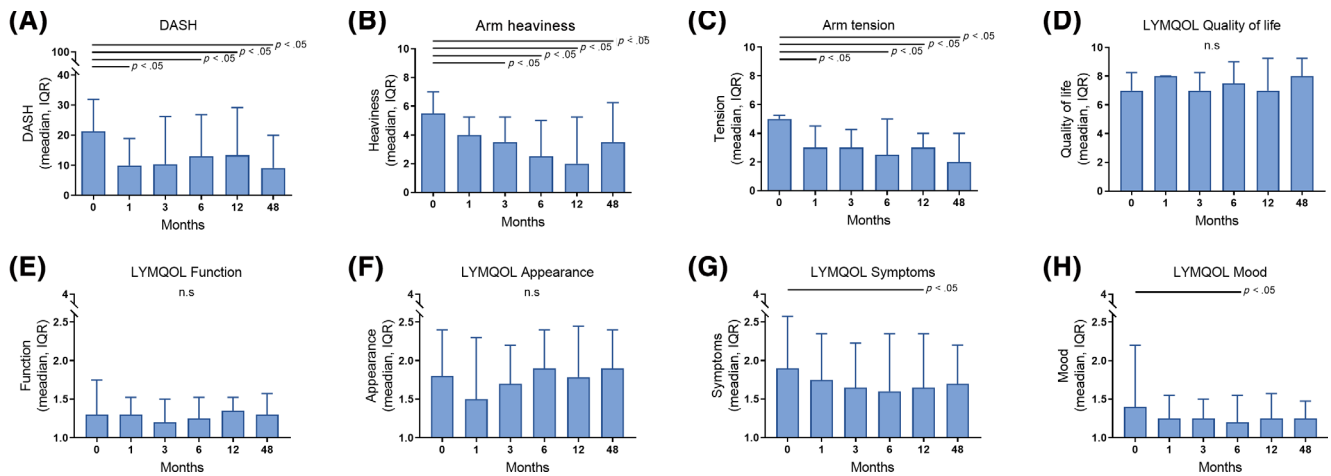 (A)
DASH
p < .05
p < .05
p < .05
p < .05
100
40
30
20
10
0
DASH
(meadian, IQR)
0 1 3 6 12 48
Months
(B)
Arm heaviness
p < .05
p < .05
p < .05
p < .05
10
8
6
4
2
0
Heaviness
(meadian, IQR)
0 1 3 6 12 48
Months
(C)
Arm tension
p < .05
p < .05
p < .05
p < .05
10
8
6
4
2
0
Tension
(meadian, IQR)
0 1 3 6 12 48
Months
(D)
LYMQOL Quality of life
n.s
10
8
6
4
2
0
Quality of life
(meadian, IQR)
0 1 3 6 12 48
Months
(E)
LYMQOL Function
n.s
4
2.5
2.0
1.5
1.0
Function
(meadian, IQR)
0 1 3 6 12 48
Months
(F)
LYMQOL Appearance
n.s
4
2.5
2.0
1.5
1.0
Appearance
(meadian, IQR)
0 1 3 6 12 48
Months
(G)
LYMQOL Symptoms
p < .05
4
2.5
2.0
1.5
1.0
Symptoms
(meadian, IQR)
0 1 3 6 12 48
Months
(H)
LYMQOL Mood
p < .05
4
2.5
2.0
1.5
1.0
Mood
(meadian, IQR)
0 1 3 6 12 48
Months